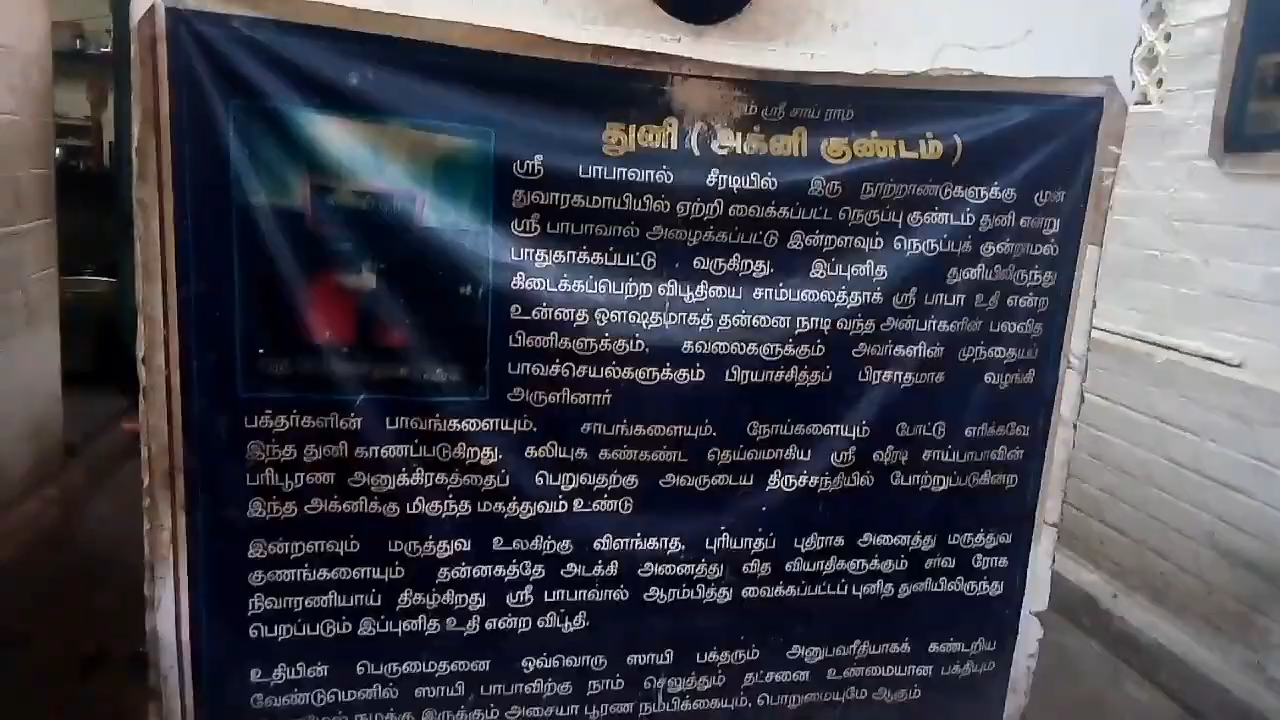 ஸ்ரீ சாய் ராம்
துனி ( அக்னி குண்டம் )
ஸ்ரீ பாபாவால் சீரடியில் இரு நூற்றாண்டுகளுக்கு முன்
துவாரகமாயியில் ஏற்றி வைக்கப்பட்ட நெருப்பு குண்டம் துனி என்று
ஸ்ரீ பாபாவால் அழைக்கப்பட்டு இன்றளவும் நெருப்புக் குன்றாமல்
பாதுகாக்கப்பட்டு வருகிறது. இப்புனித துனியிலிருந்து
கிடைக்கப்பெற்ற விபூதியை சாம்பலைத்தாக் ஸ்ரீ பாபா உதி என்ற
உன்னத ஔஷதமாகத் தன்னை நாடி வந்த அன்பர்களின் பலவித
பிணிகளுக்கும், கவலைகளுக்கும் அவர்களின் முந்தையப்
பாவச்செயல்களுக்கும் பிரயாச்சித்தப் பிரசாதமாக வழங்கி
அருளினார்
பக்தர்களின் பாவங்களையும், சாபங்களையும், நோய்களையும் போட்டு எரிக்கவே
இந்த துனி காணப்படுகிறது. கலியுக கண்கண்ட தெய்வமாகிய ஸ்ரீ ஷிரடி சாய்பாபாவின்
பரிபூரண அனுக்கிரகத்தைப் பெறுவதற்கு அவருடைய திருச்சந்தியில் போற்றுப்படுகின்ற
இந்த அக்னிக்கு மிகுந்த மகத்துவம் உண்டு
இன்றளவும் மருத்துவ உலகிற்கு விளங்காத, புரியாதப் புதிராக அனைத்து மருத்துவ
குணங்களையும் தன்னகத்தே அடக்கி அனைத்து வித வியாதிகளுக்கும் சர்வ ரோக
நிவாரணியாய் திகழ்கிறது ஸ்ரீ பாபாவால் ஆரம்பித்து வைக்கப்பட்டப் புனித துனியிலிருந்து
பெறப்படும் இப்புனித உதி என்ற விபூதி.
உதியின் பெருமைதனை ஒவ்வொரு ஸாயி பக்தரும் அனுபவரீதியாகக் கண்டறிய
வேண்டுமெனில் ஸாயி பாபாவிற்கு நாம் செலுத்தும் தட்சனை உண்மையான பக்தியும்
நமக்கு இருக்கும் அசையா பூரண நம்பிக்கையும், பொறுமையுமே ஆகும்